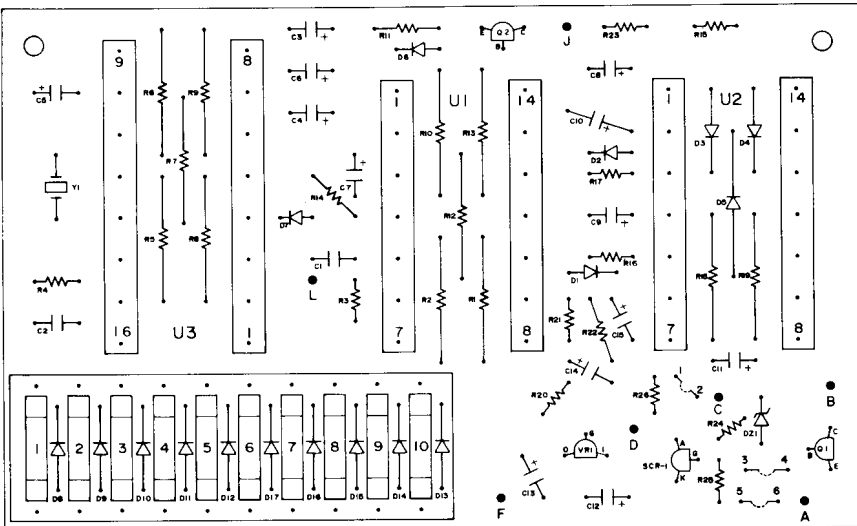 R11 Q2 E C B J R23 R15
C3 + D6
9 8 C6 + C8 +
+ C5 R8 R9 1 U1 14 1 U2 14
C4 + R10 R13 C10 + D3 D4
R7 C7 + D2
Y1 R14 R17
R12 D5
R5 R6 D7 C9 +
C1 R16
R4 L R3 R2 R1 D1 R18 R19
C2 16 U3 1 7 8 R21 R22 C15 + 7 8
C14 + C11 +
R20 R26 1 2 C B
1 2 3 4 5 6 7 8 9 10
O G I VR1 D A G K SCR-1 R24 DZ1 C B E Q1
D8 D9 D10 D11 D12 D17 D16 D15 D14 D13
F C13 + C12 + R25 3 4 5 6 A